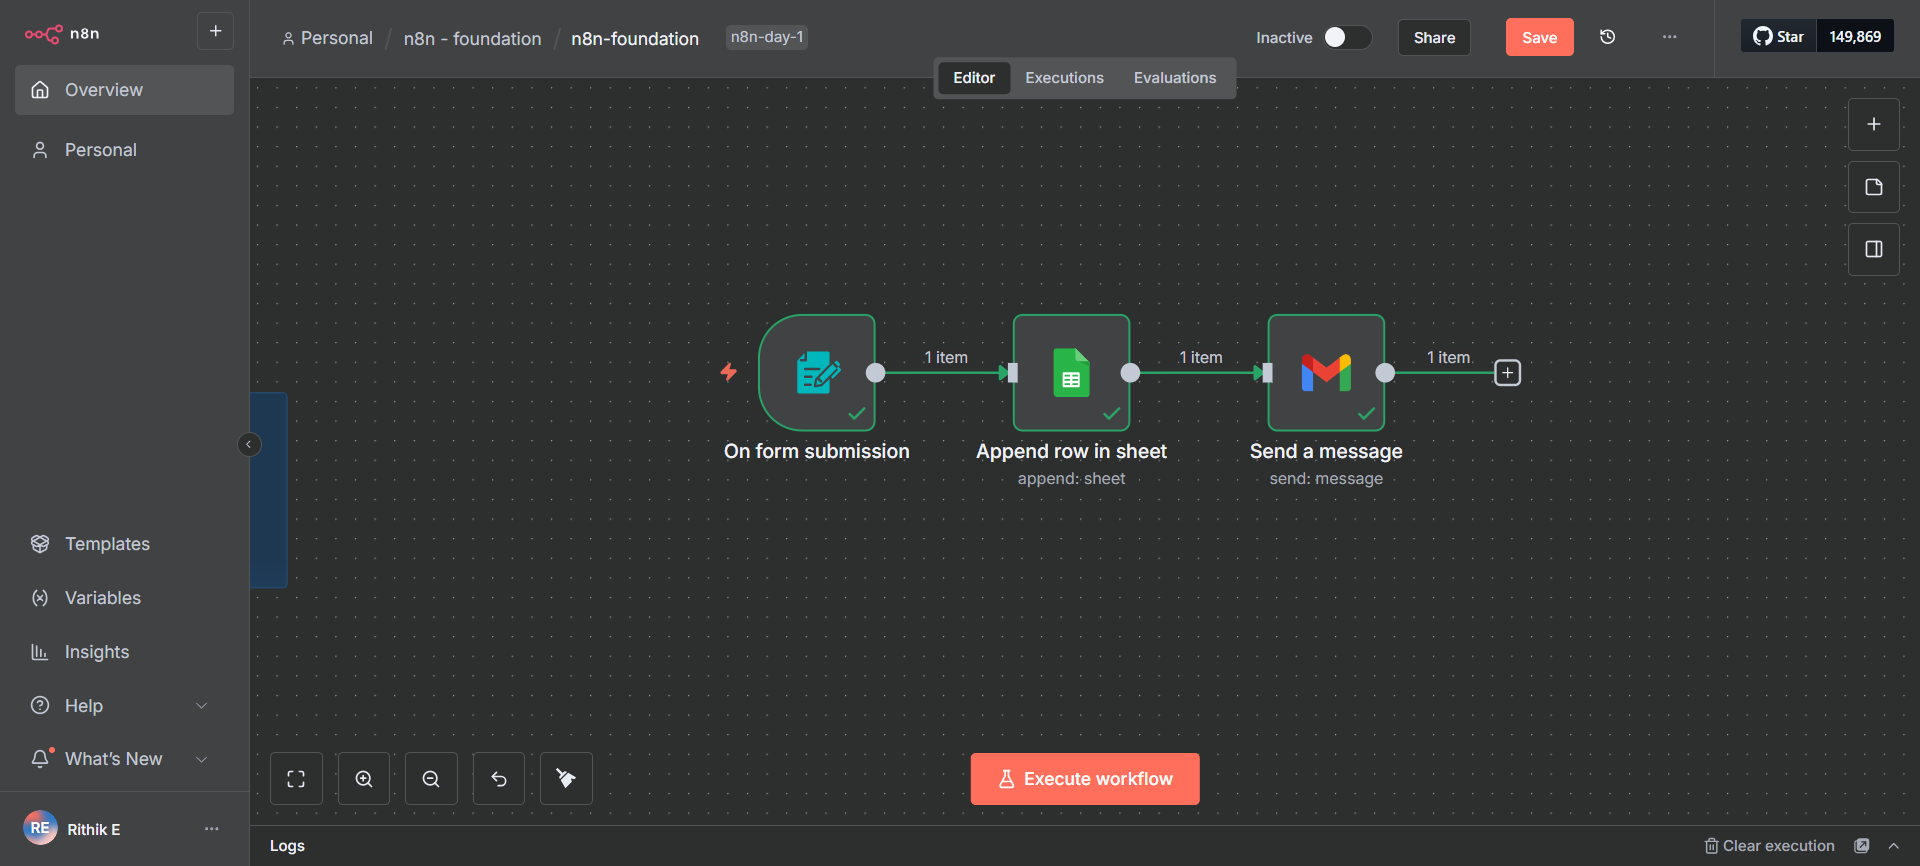 n8n
+
Overview
Personal
Templates
Variables
Insights
Help
What's New
RE
Rithik E
Personal / n8n - foundation / n8n-foundation
n8n-day-1
Inactive
Share
Save
Star
149,869
Editor
Executions
Evaluations
1 item
1 item
1 item
On form submission
Append row in sheet
append: sheet
Send a message
send: message
Execute workflow
Logs
Clear execution